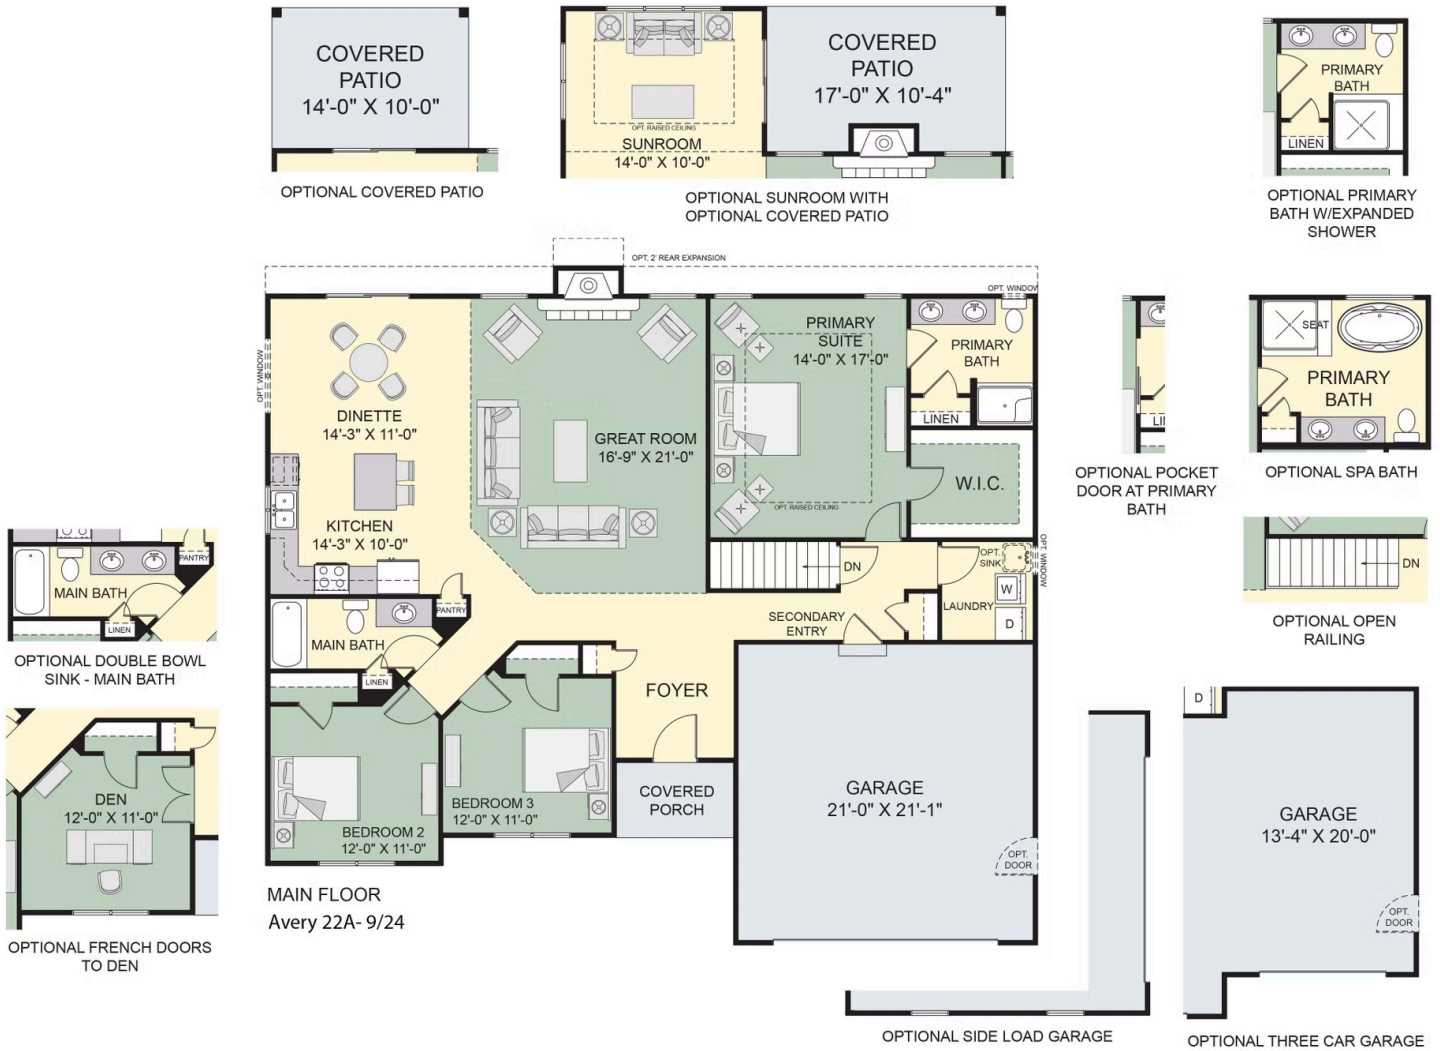 COVERED
PATIO
14'-0" X 10'-0"
OPTIONAL COVERED PATIO
OPT. RAISED CEILING
SUNROOM
14'-0" X 10'-0"
COVERED
PATIO
17'-0" X 10'-4"
OPTIONAL SUNROOM WITH
OPTIONAL COVERED PATIO
PRIMARY
BATH
LINEN
OPTIONAL PRIMARY
BATH W/EXPANDED
SHOWER
OPT. 2' REAR EXPANSION
OPT. WINDOW
OPT. WINDOW
DINETTE
14'-3" X 11'-0"
KITCHEN
14'-3" X 10'-0"
GREAT ROOM
16'-9" X 21'-0"
PRIMARY
SUITE
14'-0" X 17'-0"
OPT. RAISED CEILING
PRIMARY
BATH
LINEN
W.I.C.
DN
OPT.
SINK
OPT. WINDOW
W
LAUNDRY
D
SECONDARY
ENTRY
PANTRY
MAIN BATH
LINEN
FOYER
BEDROOM 2
12'-0" X 11'-0"
BEDROOM 3
12'-0" X 11'-0"
COVERED
PORCH
GARAGE
21'-0" X 21'-1"
OPT.
DOOR
MAIN FLOOR
Avery 22A- 9/24
PANTRY
MAIN BATH
LINEN
OPTIONAL DOUBLE BOWL
SINK - MAIN BATH
DEN
12'-0" X 11'-0"
OPTIONAL FRENCH DOORS
TO DEN
LI
OPTIONAL POCKET
DOOR AT PRIMARY
BATH
SEAT
PRIMARY
BATH
OPTIONAL SPA BATH
DN
OPTIONAL OPEN
RAILING
OPTIONAL SIDE LOAD GARAGE
D
GARAGE
13'-4" X 20'-0"
OPT.
DOOR
OPTIONAL THREE CAR GARAGE